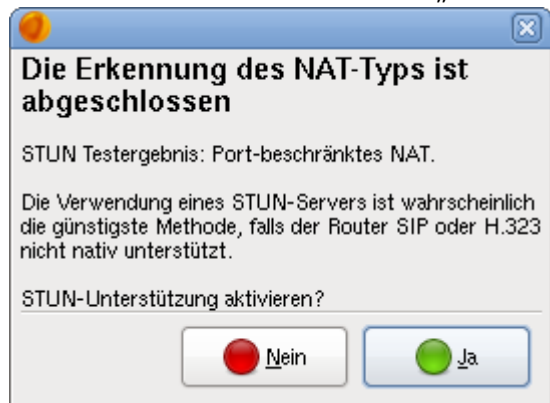 „
Die Erkennung des NAT-Typs ist
abgeschlossen
STUN Testergebnis: Port-beschränktes NAT.
Die Verwendung eines STUN-Servers ist wahrscheinlich
die günstigste Methode, falls der Router SIP oder H.323
nicht nativ unterstützt.
STUN-Unterstützung aktivieren?
Nein
Ja